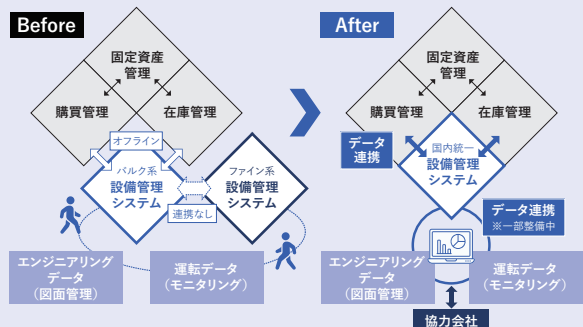 Before
固定資産
管理
購買管理
在庫管理
オフライン
バルク系
設備管理
システム
ファイン系
設備管理
システム
連携なし
エンジニアリング
データ
（図面管理）
運転データ
（モニタリング）
After
固定資産
管理
購買管理
在庫管理
データ
連携
国内統一
設備管理
システム
データ連携
※一部整備中
エンジニアリング
データ
（図面管理）
運転データ
（モニタリング）
協力会社